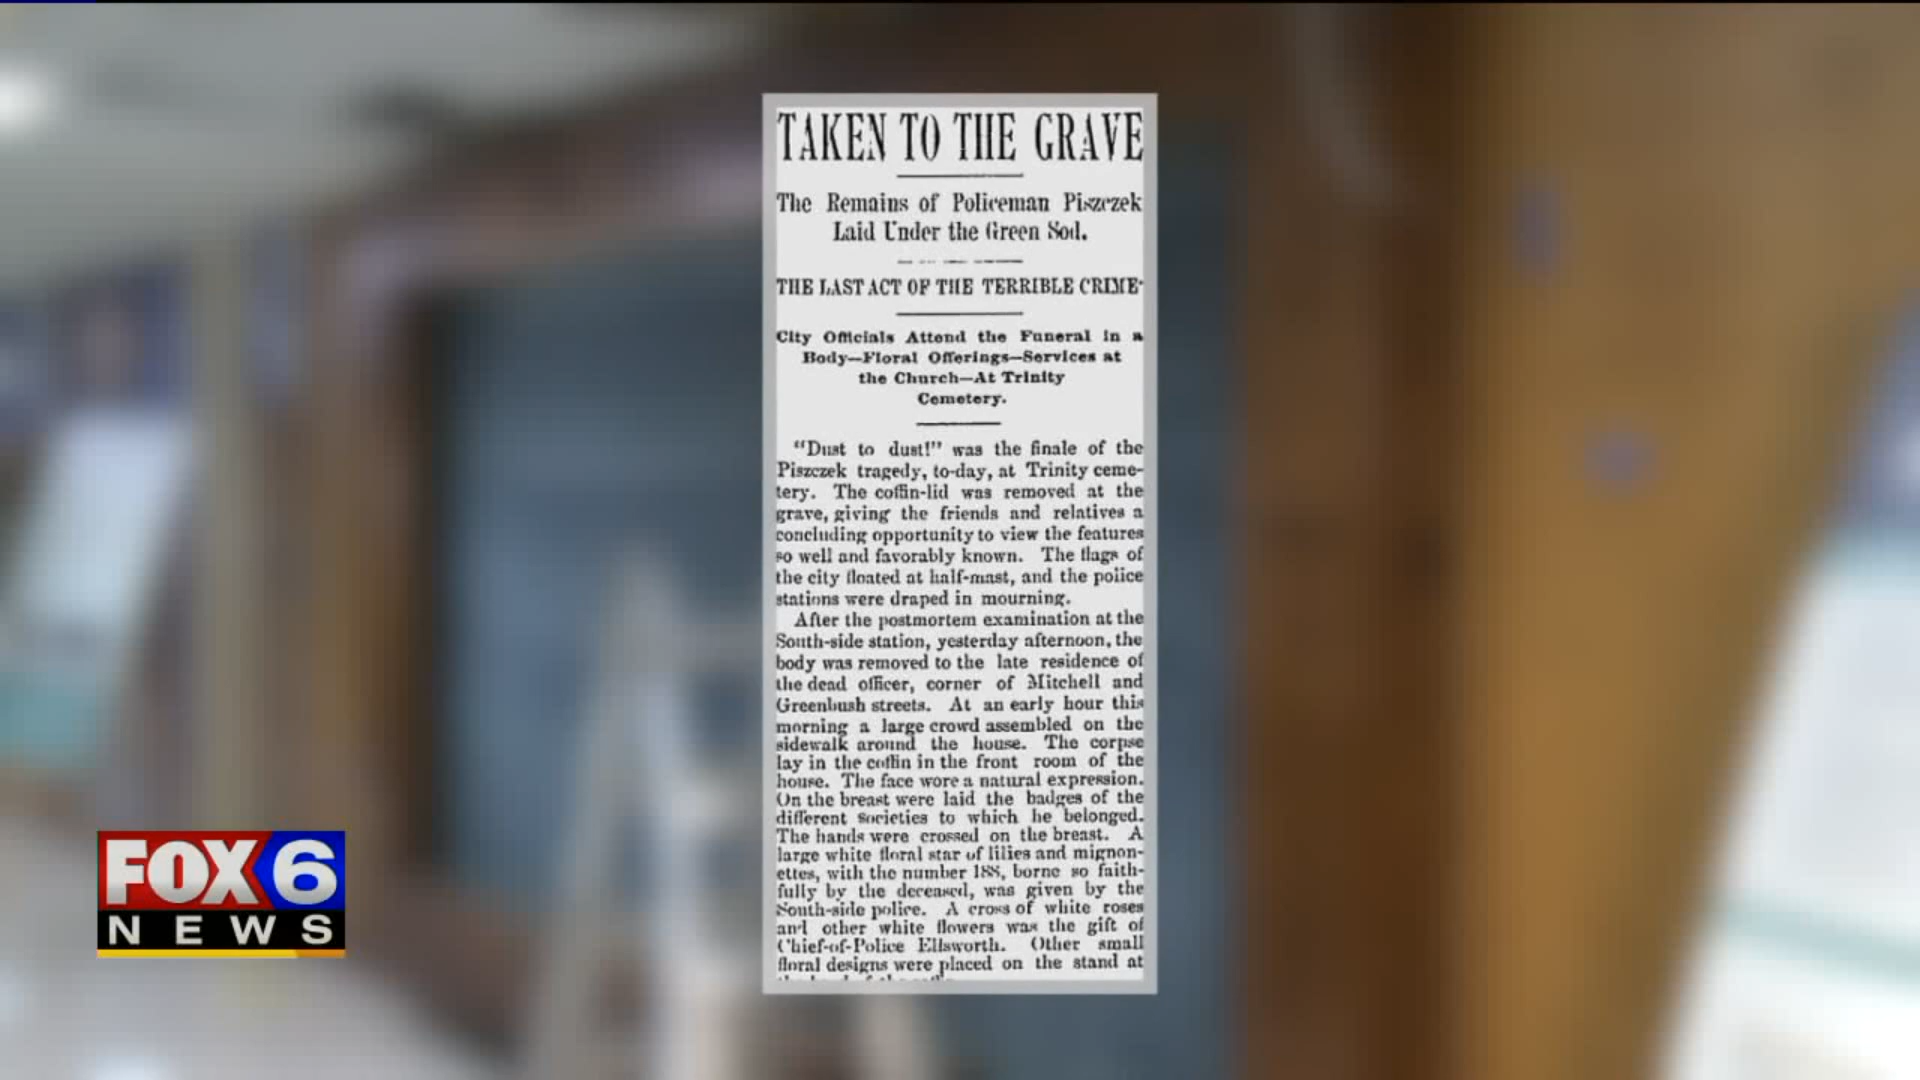 TAKEN TO THE GRAVE
The Remains of Policeman Piszczek
Laid Under the Green Sod.
THE LAST ACT OF THE TERRIBLE CRIME
City Officials Attend the Funeral in a
Body—Floral Offerings—Services at
the Church—At Trinity
Cemetery.
"Dust to dust!" was the finale of the
Piszczek tragedy, to-day, at Trinity ceme-
tery. The coffin-lid was removed at the
grave, giving the friends and relatives a
concluding opportunity to view the features
so well and favorably known. The flags of
the city floated at half-mast, and the police
stations were draped in mourning.
After the postmortem examination at the
South-side station, yesterday afternoon, the
body was removed to the late residence of
the dead officer, corner of Mitchell and
Greenbush streets. At an early hour this
morning a large crowd assembled on the
sidewalk around the house. The corpse
lay in the coffin in the front room of the
house. The face wore a natural expression.
On the breast were laid the badges of the
different societies to which he belonged.
The hands were crossed on the breast. A
large white floral star of lilies and mignon-
ettes, with the number 188, borne so faith-
fully by the deceased, was given by the
South-side police. A cross of white roses
and other white flowers was the gift of
Chief-of-Police Ellsworth. Other small
floral designs were placed on the stand at
FOX 6
NEWS